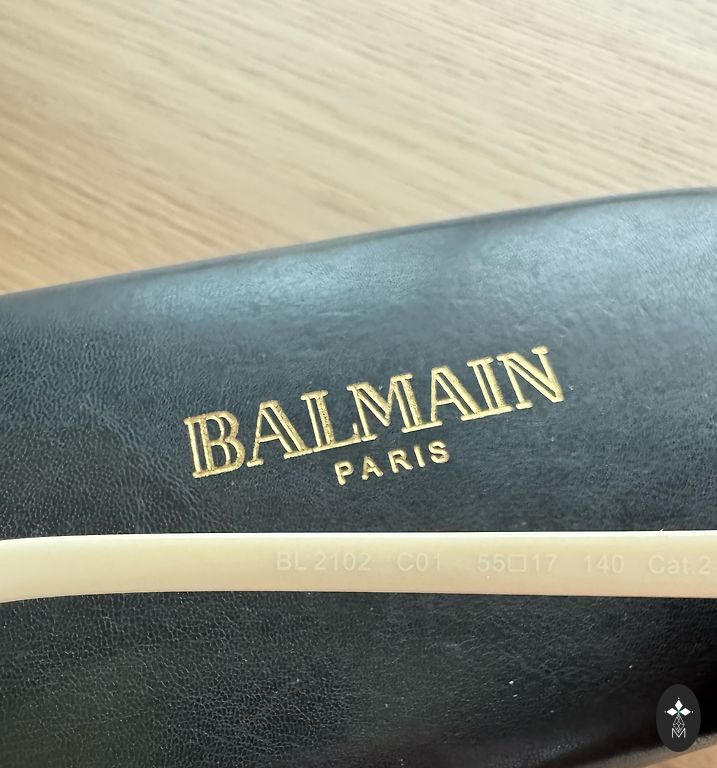 BALMAIN
PARIS
BL 2102 C01 55□17 140 Cat.2
M